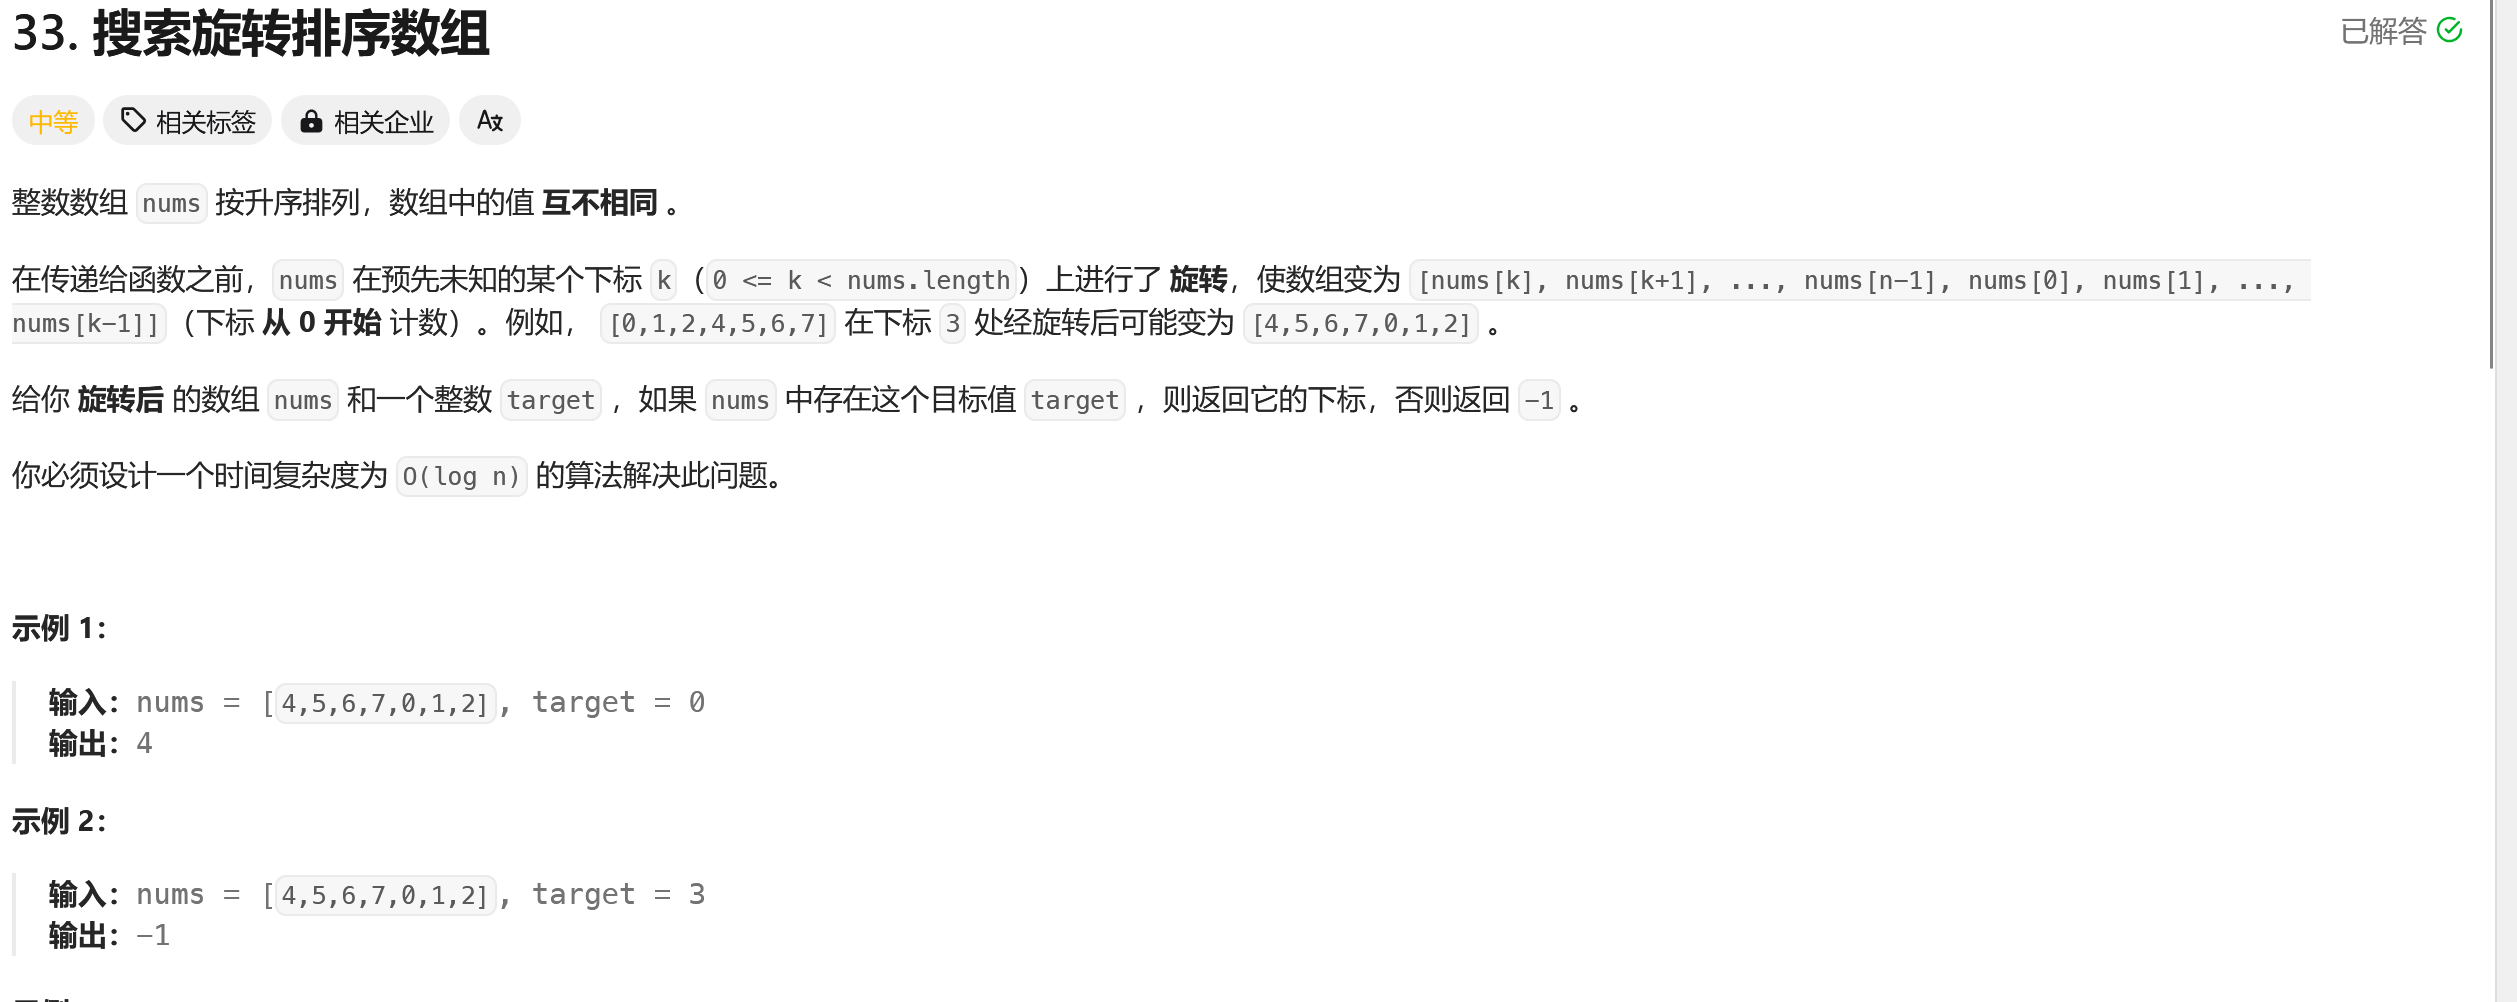 33. 搜索旋转排序数组
已解答
中等 相关标签 相关企业 A文
整数数组 nums 按升序排列，数组中的值 互不相同 。
在传递给函数之前，nums 在预先未知的某个下标 k（0 <= k < nums.length）上进行了 旋转，使数组变为 [nums[k], nums[k+1], ..., nums[n-1], nums[0], nums[1], ...,
nums[k-1]]（下标 从 0 开始 计数）。例如， [0,1,2,4,5,6,7] 在下标 3 处经旋转后可能变为 [4,5,6,7,0,1,2] 。
给你 旋转后 的数组 nums 和一个整数 target ，如果 nums 中存在这个目标值 target ，则返回它的下标，否则返回 -1 。
你必须设计一个时间复杂度为 O(log n) 的算法解决此问题。
示例 1：
输入：nums = [4,5,6,7,0,1,2], target = 0
输出：4
示例 2：
输入：nums = [4,5,6,7,0,1,2], target = 3
输出：-1